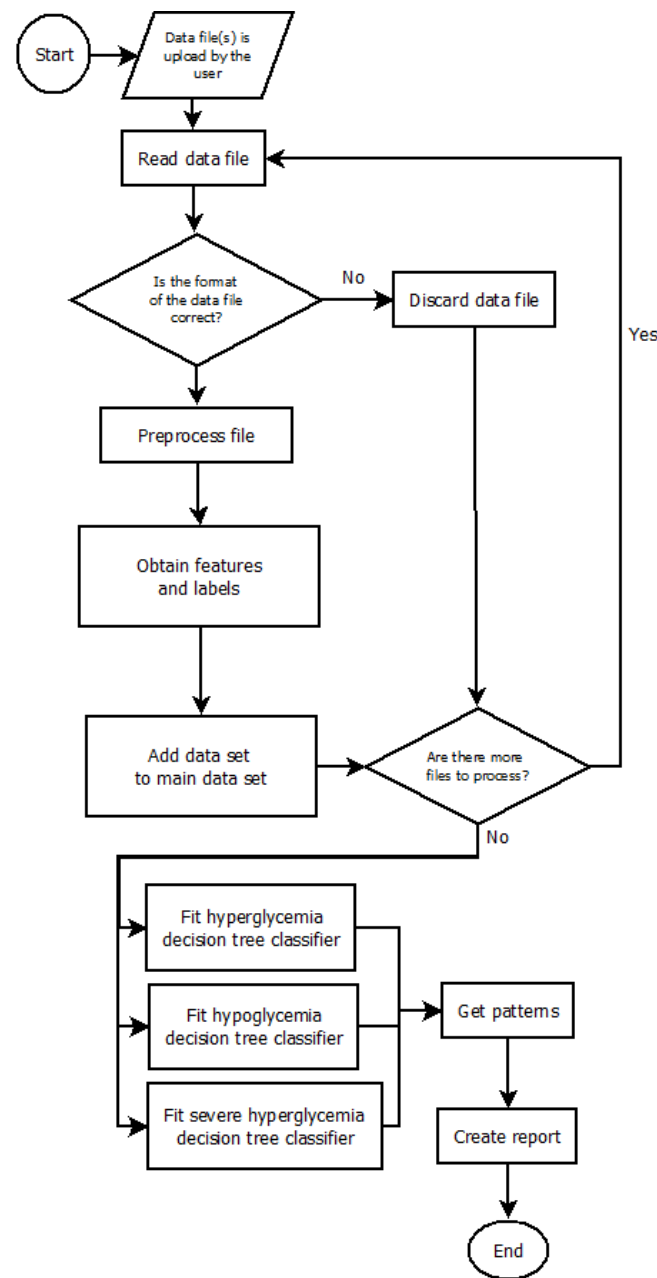 Start
Data file(s) is
upload by the
user
Read data file
Is the format
of the data file
correct?
No
Discard data file
Yes
Preprocess file
Obtain features
and labels
Add data set
to main data set
Are there more
files to process?
No
Fit hyperglycemia
decision tree classifier
Fit hypoglycemia
decision tree classifier
Get patterns
Fit severe hyperglycemia
decision tree classifier
Create report
End